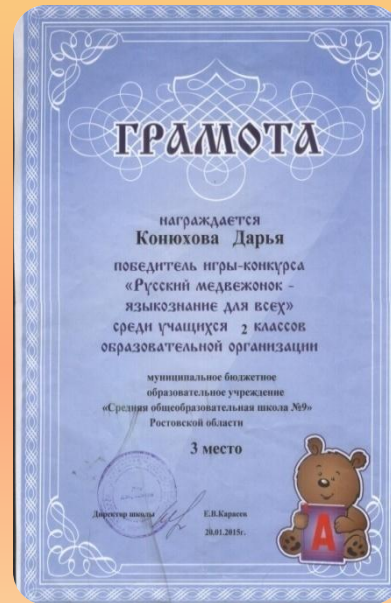 ГРАМОТА
награждается
Конюхова Дарья
победитель игры-конкурса
«Русский медвежонок -
языкознание для всех»
среди учащихся 2 классов
образовательной организации
муниципальное бюджетное
образовательное учреждение
«Средняя общеобразовательная школа №9»
Ростовской области
3 место
Директор школы Е.В.Караев
20.01.2015г.
А